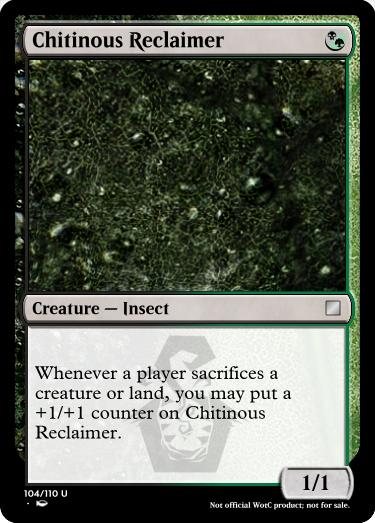 Chitinous Reclaimer
Creature — Insect
Whenever a player sacrifices a
creature or land, you may put a
+1/+1 counter on Chitinous
Reclaimer.
1/1
104/110 U
Not official WotC product; not for sale.